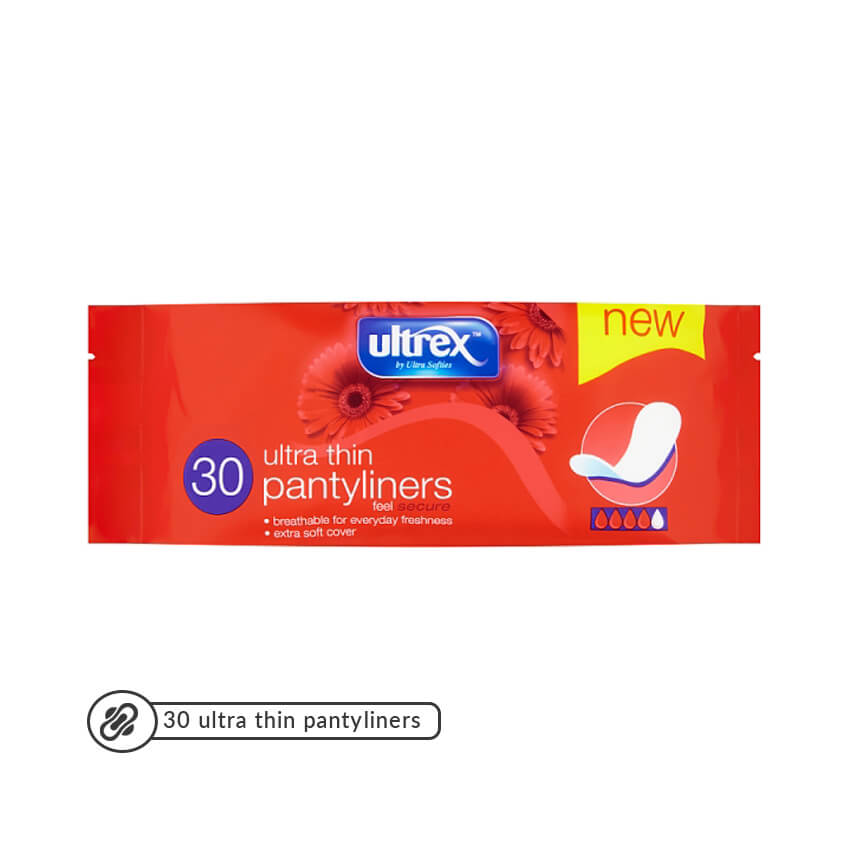 new
ultrex™
by Ultra Softies
30
ultra thin
pantyliners
feel secure
• breathable for everyday freshness
• extra soft cover
30 ultra thin pantyliners